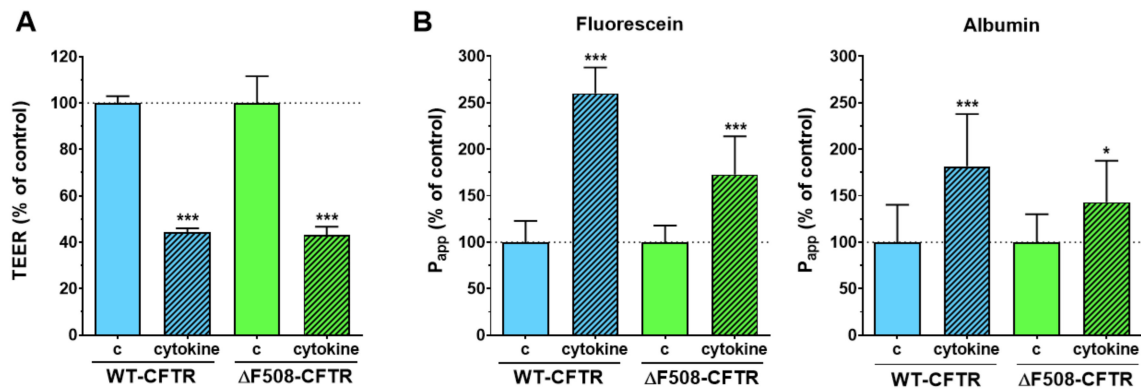 A
TEER (% of control)
120
100
80
60
40
20
0
***
***
c
cytokine
c
cytokine
WT-CFTR
ΔF508-CFTR
B
Fluorescein
Papp (% of control)
300
250
200
150
100
50
0
***
***
c
cytokine
c
cytokine
WT-CFTR
ΔF508-CFTR
Albumin
Papp (% of control)
300
250
200
150
100
50
0
***
*
c
cytokine
c
cytokine
WT-CFTR
ΔF508-CFTR